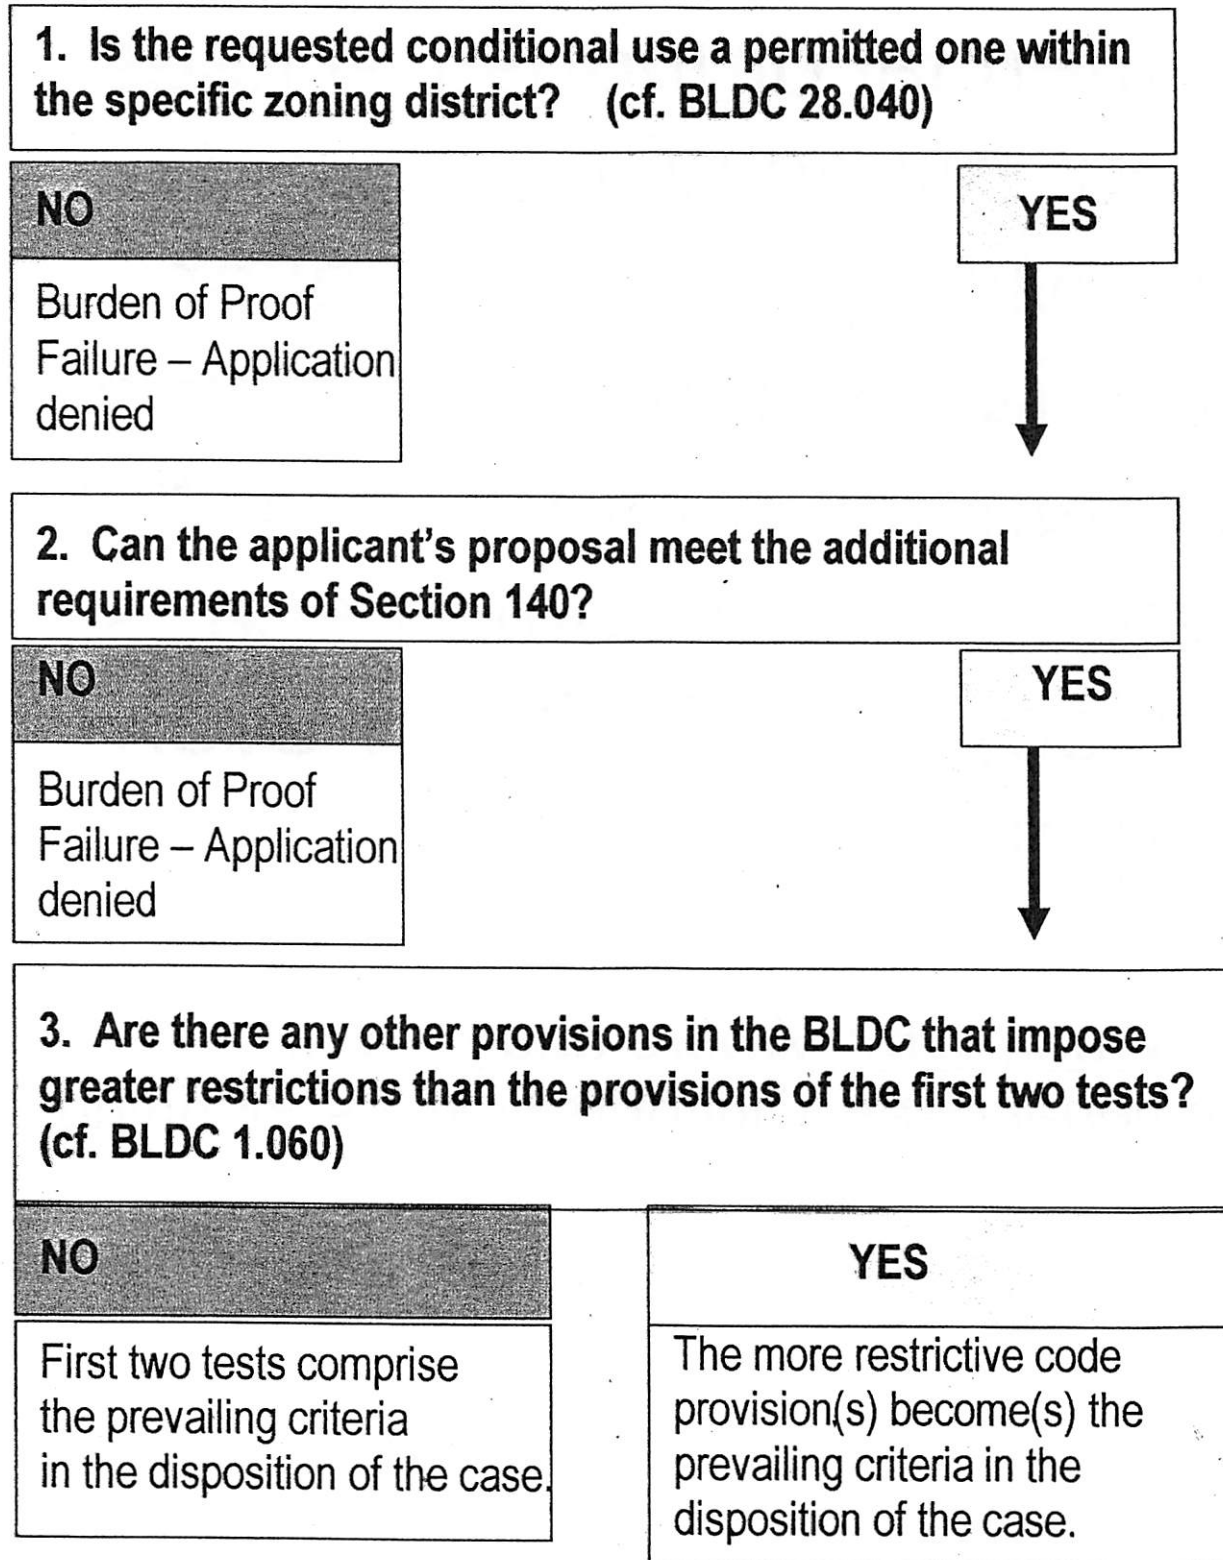 1. Is the requested conditional use a permitted one within
the specific zoning district? (cf. BLDC 28.040)
NO
YES
Burden of Proof
Failure – Application
denied
2. Can the applicant's proposal meet the additional
requirements of Section 140?
NO
YES
Burden of Proof
Failure – Application
denied
3. Are there any other provisions in the BLDC that impose
greater restrictions than the provisions of the first two tests?
(cf. BLDC 1.060)
NO
First two tests comprise
the prevailing criteria
in the disposition of the case.
YES
The more restrictive code
provision(s) become(s) the
prevailing criteria in the
disposition of the case.